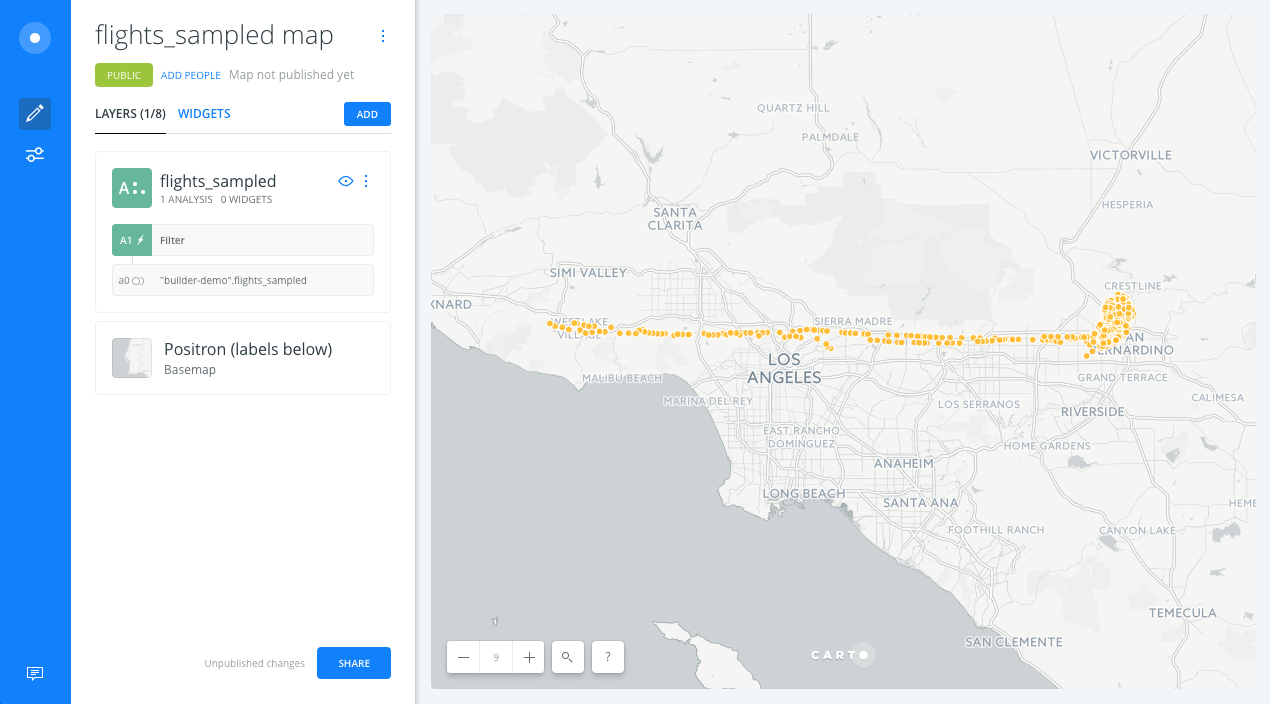 flights_sampled map
PUBLIC ADD PEOPLE Map not published yet
LAYERS (1/8) WIDGETS ADD
A
flights_sampled
1 ANALYSIS 0 WIDGETS
A1 Filter
a0 "builder-demo".flights_sampled
Positron (labels below)
Basemap
Unpublished changes SHARE
QUARTZ HILL
PALMDALE
VICTORVILLE
HESPERIA
SANTA
CLARITA
SIMI VALLEY
CRESTLINE
KNARD
WESTLAKE
VILLAGE
SIERRA MADRE
AN
ERNARDINO
LOS
ANGELES
MALIBU BEACH
GRAND TERRACE
MARINA DEL REY
LOS SERRANOS
CALIMESA
RIVERSIDE
EAST RANCHO
DOMINGUEZ
HOME GARDENS
ANAHEIM
LONG BEACH
SANTA ANA
HEME
FOOTHILL RANCH
CANYON LAKE
TEMECULA
SAN CLEMENTE
9 ?
CARTO